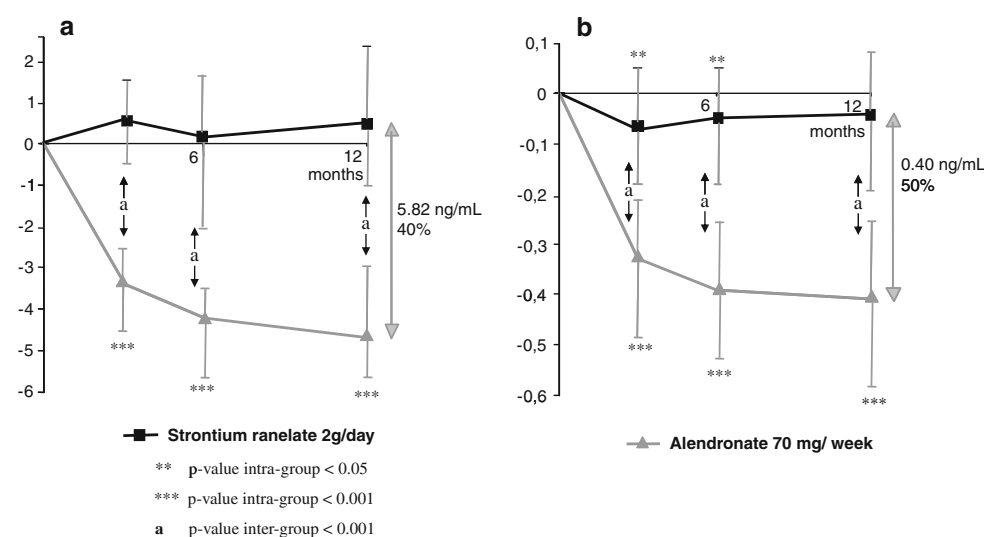 a
2
1
0
-1
-2
-3
-4
-5
-6
6
12
months
a
a
a
***
***
***
5.82 ng/mL
40%
b
0,1
0
-0,1
-0,2
-0,3
-0,4
-0,5
-0,6
**
**
6
12
months
a
a
a
***
***
***
0.40 ng/mL
50%
Strontium ranelate 2g/day
Alendronate 70 mg/ week
** p-value intra-group < 0.05
*** p-value intra-group < 0.001
a p-value inter-group < 0.001